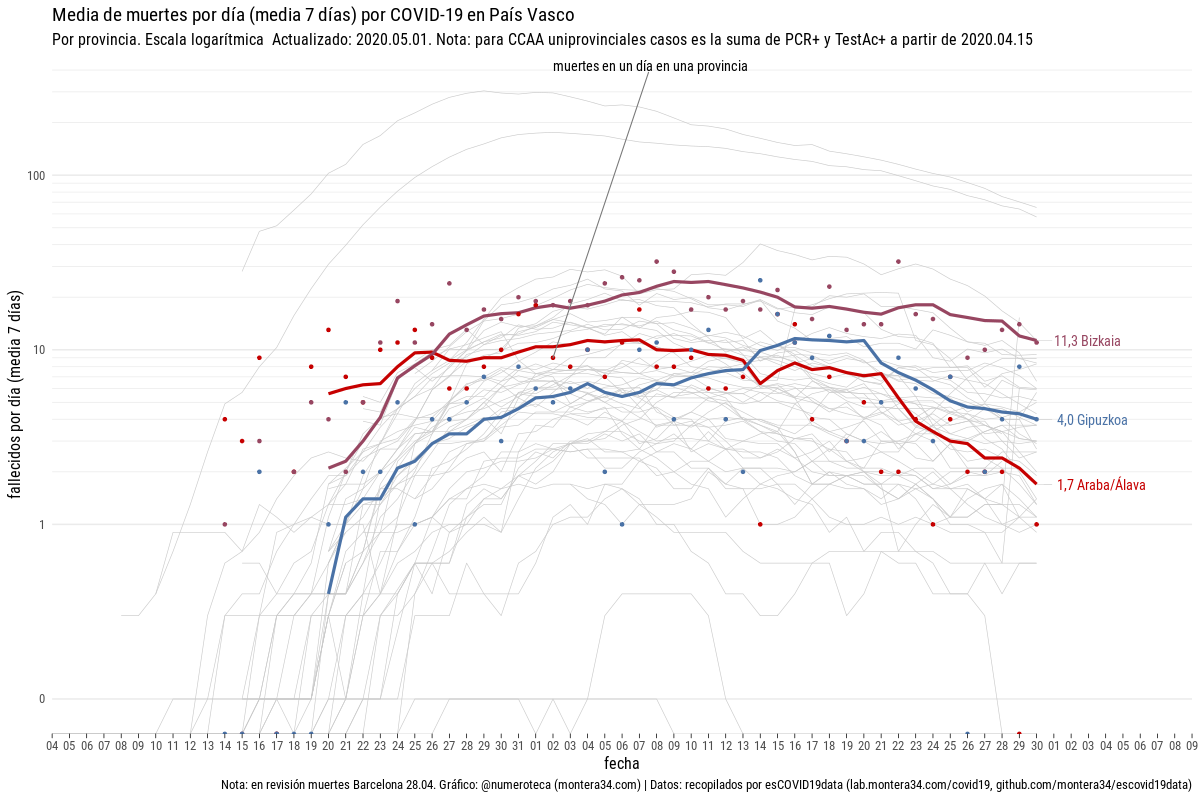 Media de muertes por día (media 7 días) por COVID-19 en País Vasco
Por provincia. Escala logarítmica  Actualizado: 2020.05.01. Nota: para CCAA uniprovinciales casos es la suma de PCR+ y TestAc+ a partir de 2020.04.15
muertes en un día en una provincia
fallecidos por día (media  7 días)
100
10
1
0
11,3 Bizkaia
4,0 Gipuzkoa
1,7 Araba/Álava
04 05 06 07 08 09 10 11 12 13 14 15 16 17 18 19 20 21 22 23 24 25 26 27 28 29 30 31 01 02 03 04 05 06 07 08 09 10 11 12 13 14 15 16 17 18 19 20 21 22 23 24 25 26 27 28 29 30 01 02 03 04 05 06 07 08 09
fecha
Nota: en revisión muertes Barcelona 28.04. Gráfico: @numeroteca (montera34.com) | Datos: recopilados por esCOVID19data (lab.montera34.com/covid19, github.com/montera34/escovid19data)